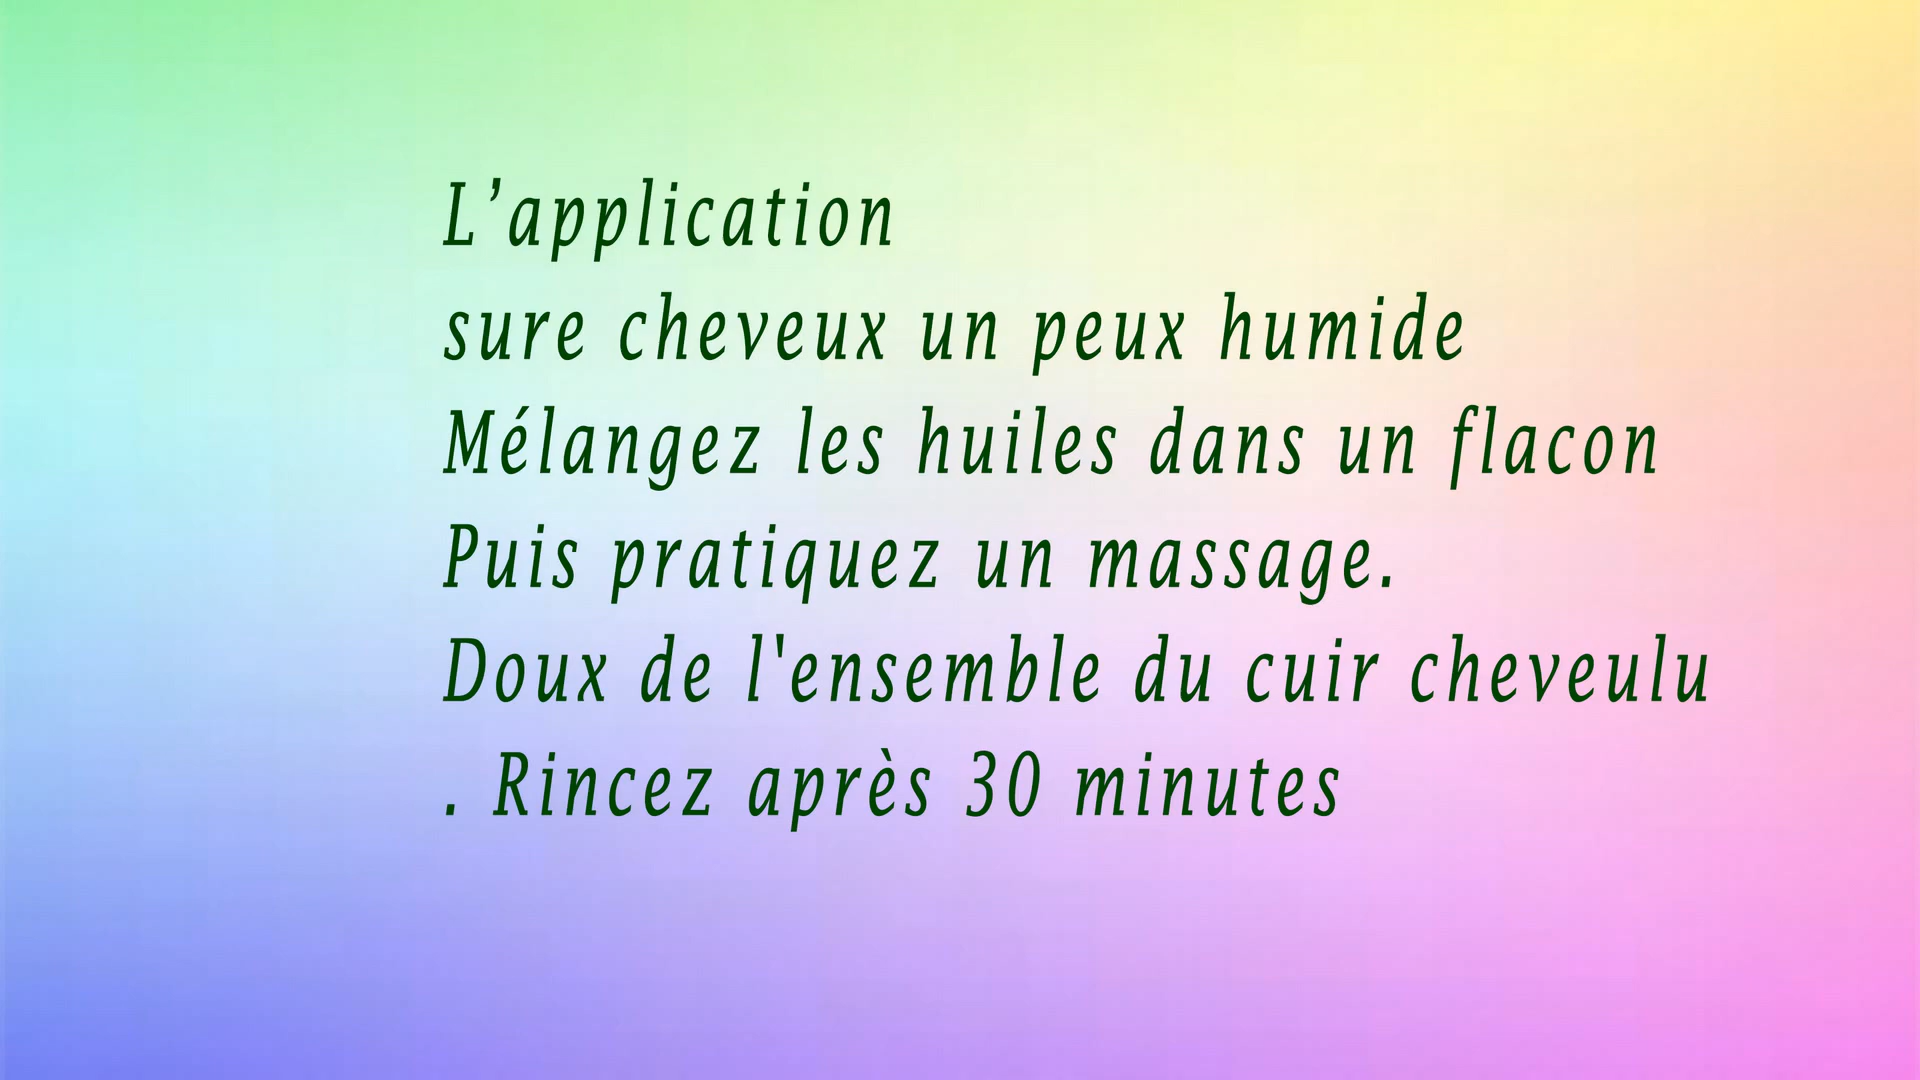 L’application
sure cheveux un peux humide
Mélangez les huiles dans un flacon
Puis pratiquez un massage.
Doux de l'ensemble du cuir cheveulu
. Rincez après 30 minutes